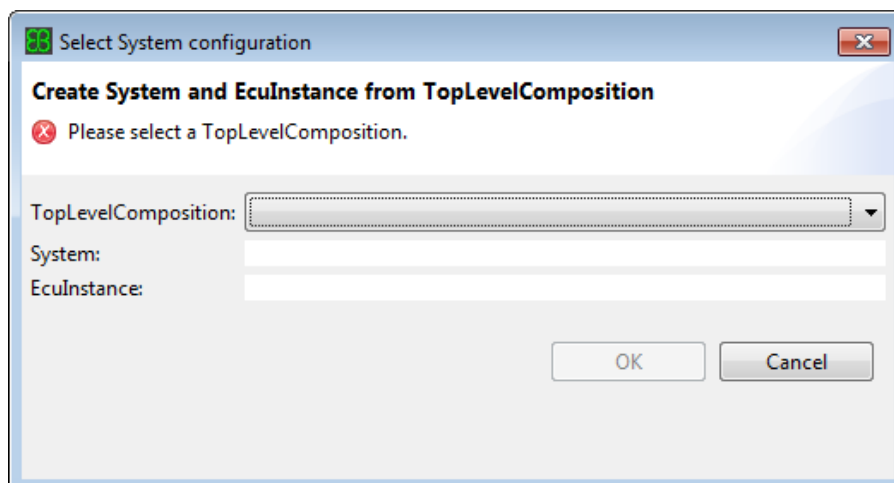 Select System configuration
Create System and EcuInstance from TopLevelComposition
Please select a TopLevelComposition.
TopLevelComposition:
System:
EcuInstance:
OK Cancel